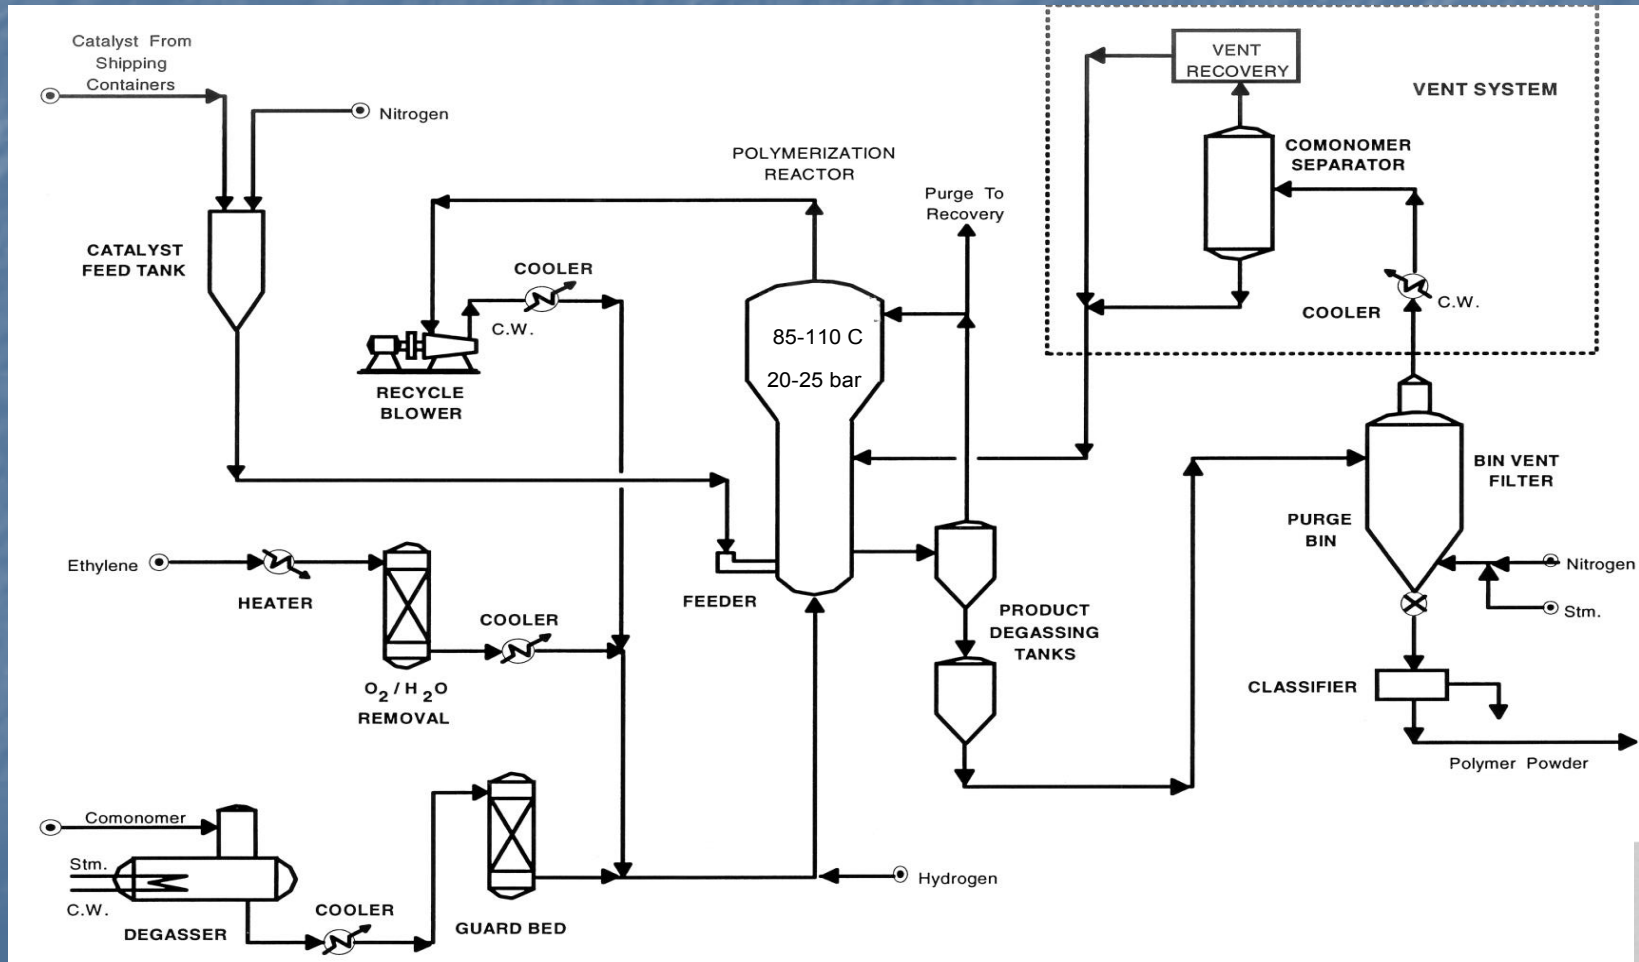 Catalyst From
Shipping
Containers
Nitrogen
CATALYST
FEED TANK
POLYMERIZATION
REACTOR
Purge To
Recovery
VENT
RECOVERY
VENT SYSTEM
COMONOMER
SEPARATOR
COOLER
C.W.
COOLER
C.W.
RECYCLE
BLOWER
85-110 C
20-25 bar
BIN VENT
FILTER
PURGE
BIN
Nitrogen
Stm.
Ethylene
HEATER
O2 / H2O
REMOVAL
COOLER
FEEDER
PRODUCT
DEGASSING
TANKS
CLASSIFIER
Polymer Powder
Comonomer
Stm.
C.W.
DEGASSER
COOLER
GUARD BED
Hydrogen